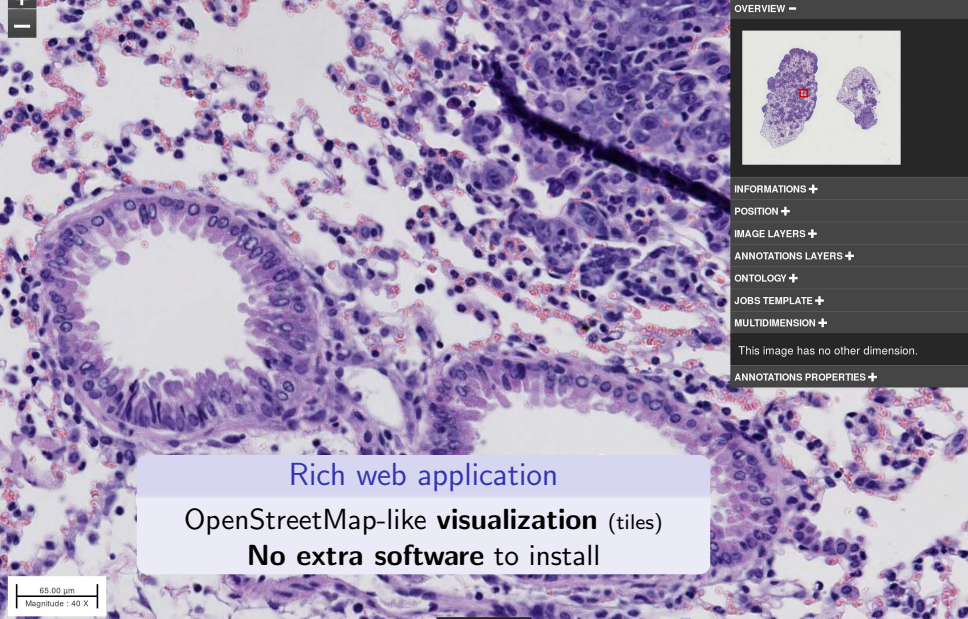 OVERVIEW −
INFORMATIONS +
POSITION +
IMAGE LAYERS +
ANNOTATIONS LAYERS +
ONTOLOGY +
JOBS TEMPLATE +
MULTIDIMENSION +
This image has no other dimension.
ANNOTATIONS PROPERTIES +
Rich web application
OpenStreetMap-like visualization (tiles)
No extra software to install
65.00 µm
Magnitude : 40 X